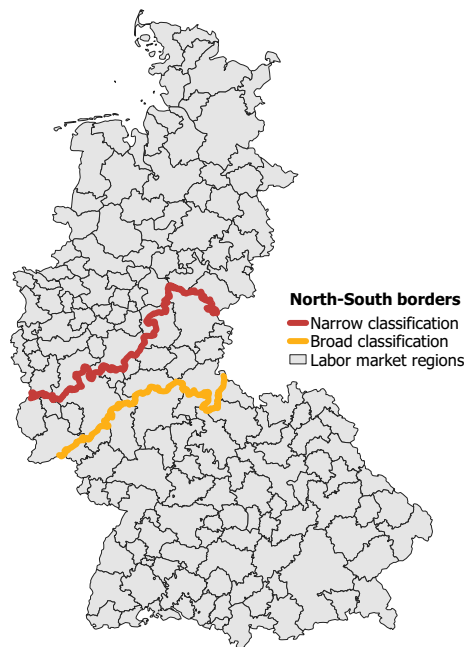 North-South borders
Narrow classification
Broad classification
Labor market regions